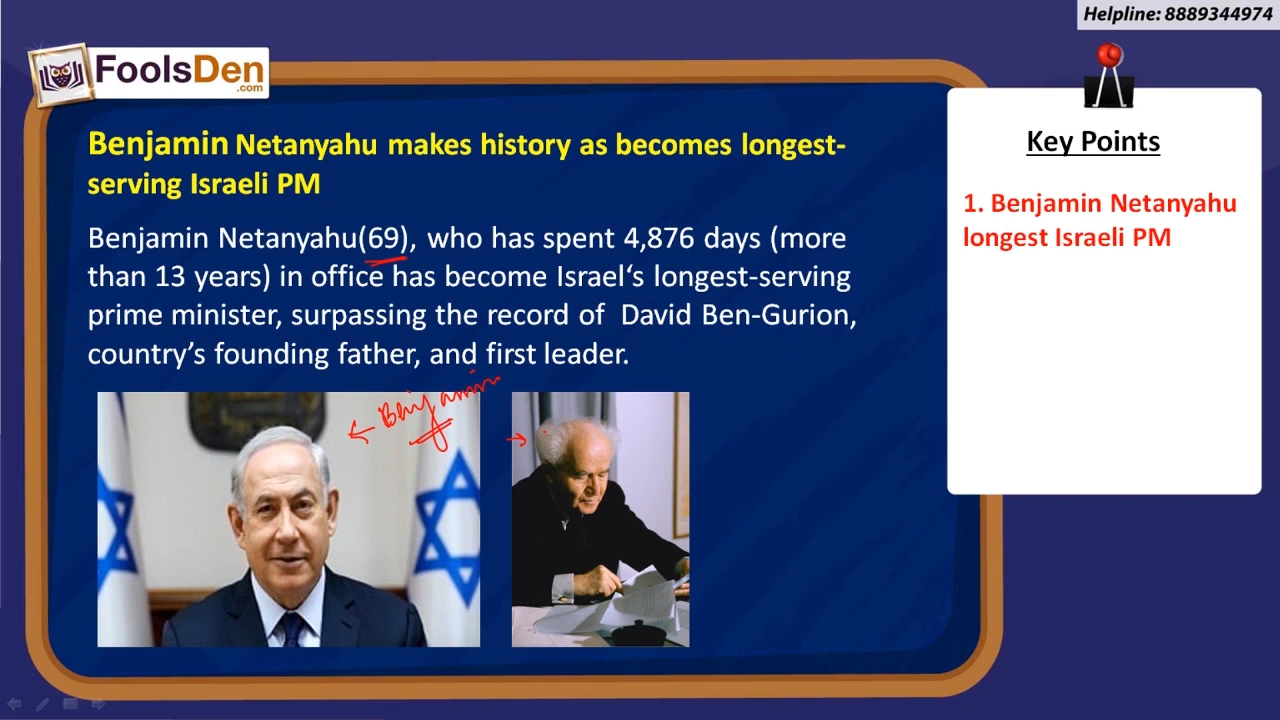 Helpline: 8889344974
FoolsDen
.com
Benjamin Netanyahu makes history as becomes longest-
serving Israeli PM
Benjamin Netanyahu(69), who has spent 4,876 days (more
than 13 years) in office has become Israel‘s longest-serving
prime minister, surpassing the record of David Ben-Gurion,
country’s founding father, and first leader.
Benjamin
Key Points
1. Benjamin Netanyahu
longest Israeli PM